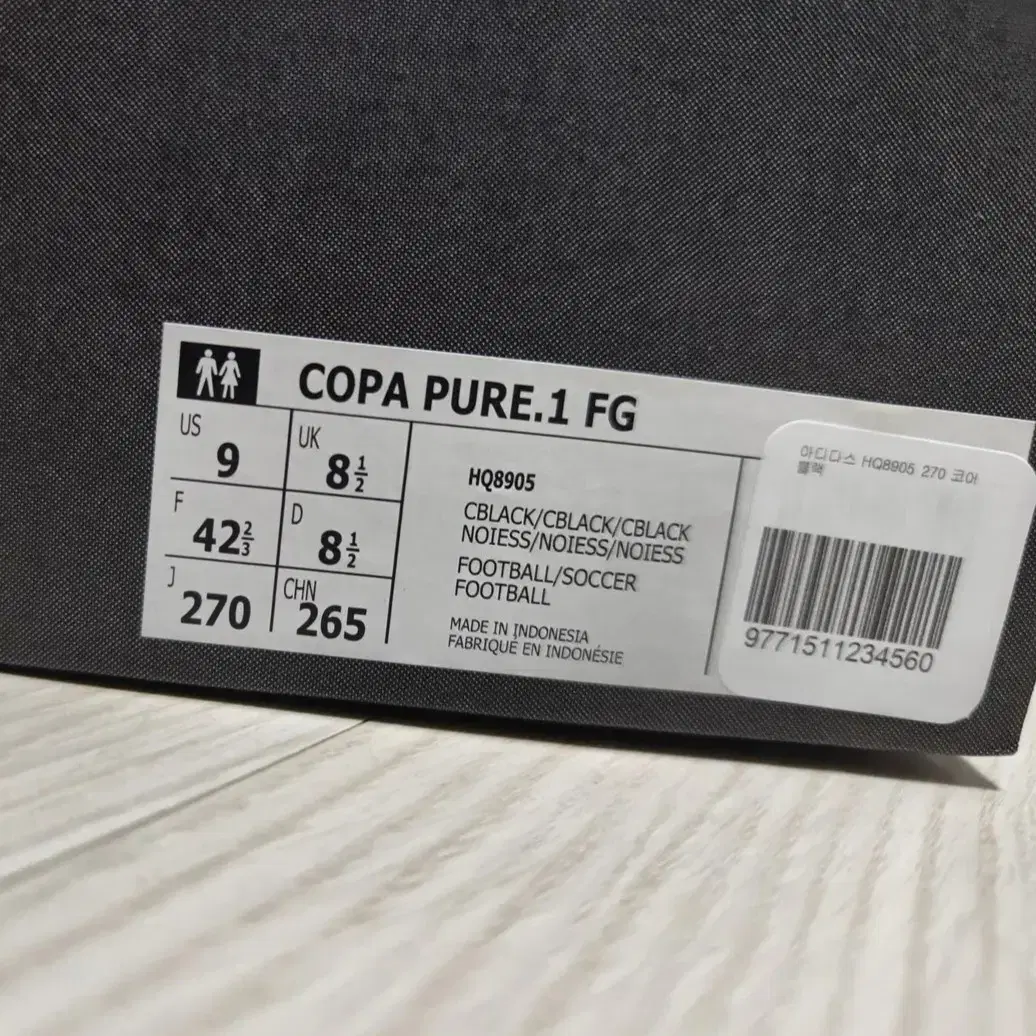 COPA PURE.1 FG
US
9
UK
8 1/2
F
42 2/3
D
8 1/2
J
270
CHN
265
HQ8905
CBLACK/CBLACK/CBLACK
NOIESS/NOIESS/NOIESS
FOOTBALL/SOCCER
FOOTBALL
MADE IN INDONESIA
FABRIQUE EN INDONÉSIE
아디다스 HQ8905 270 코어
블랙
9771511234560